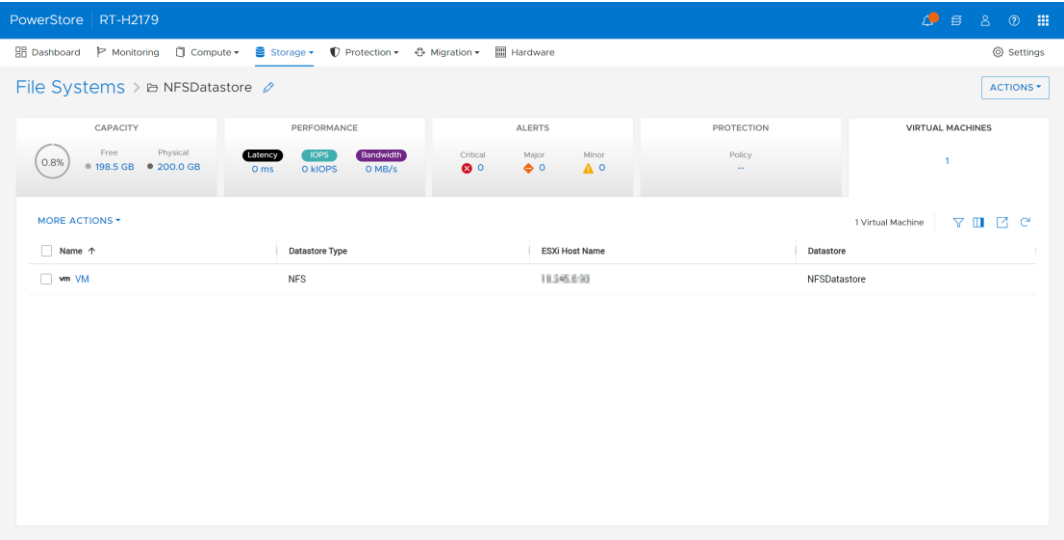 PowerStore RT-H2179
Dashboard Monitoring Compute Storage Protection Migration Hardware Settings
File Systems > NFSDatastore
ACTIONS
CAPACITY
0.8%
Free Physical
198.5 GB 200.0 GB
PERFORMANCE
Latency IOPS Bandwidth
0 ms 0 kIOPS 0 MB/s
ALERTS
Critical Major Minor
0 0 0
PROTECTION
Policy
--
VIRTUAL MACHINES
1
MORE ACTIONS
1 Virtual Machine
Name Datastore Type ESXi Host Name Datastore
vm VM NFS NFSDatastore